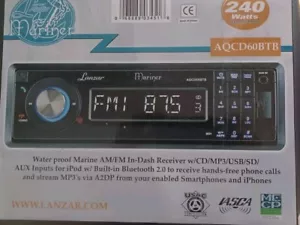 Mariner
240
Watts
AQCD60BTB
Lanzar Mariner AQCD60BTB
FM1 87.5 3
Water proof Marine AM/FM In-Dash Receiver w/CD/MP3/USB/SD/
AUX Inputs for iPod w/ Built-in Bluetooth 2.0 to receive hands-free phone calls
and stream MP3's via A2DP from your enabled Smartphones and iPhones
WWW.LANZAR.COM
IASCA